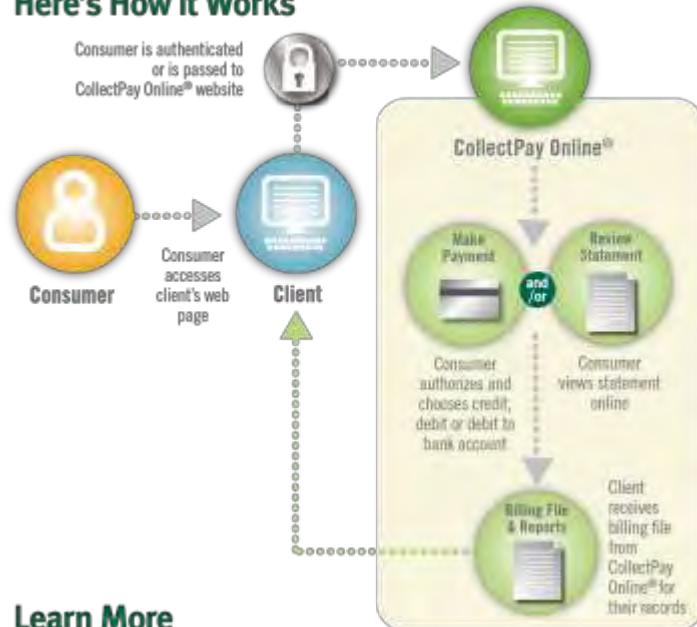 Here's How it Works
Consumer is authenticated
or is passed to
CollectPay Online® website
CollectPay Online®
Consumer
Consumer
accesses
client's web
page
Client
Make
Payment
and
/or
Review
Statement
Consumer
authorizes and
chooses credit,
debit or debit to
bank account
Consumer
views statement
online
Billing File
& Reports
Client
receives
billing file
from
CollectPay
Online® for
their records
Learn More